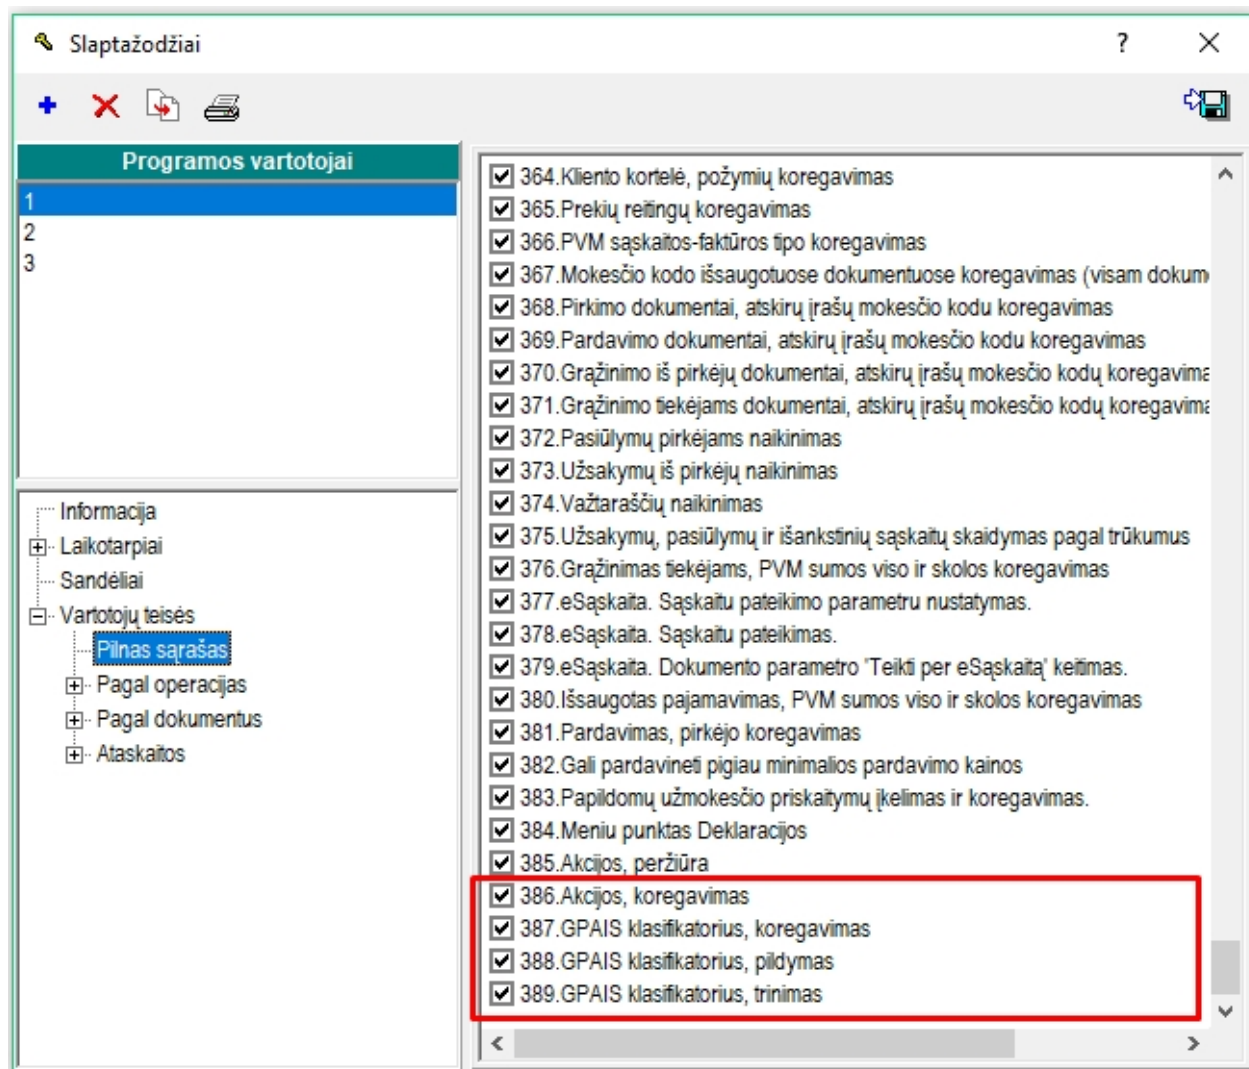 Slaptažodžiai
?
Programos vartotojai
1
2
3
Informacija
Laikotarpiai
Sandėliai
Vartotojų teisės
Pilnas sąrašas
Pagal operacijas
Pagal dokumentus
Ataskaitos
364.Kliento kortelė, požymių koregavimas
365.Prekių reitingų koregavimas
366.PVM sąskaitos-faktūros tipo koregavimas
367.Mokesčio kodo išsaugotuose dokumentuose koregavimas (visam dokum
368.Pirkimo dokumentai, atskirų įrašų mokesčio kodu koregavimas
369.Pardavimo dokumentai, atskirų įrašų mokesčio kodu koregavimas
370.Grąžinimo iš pirkėjų dokumentai, atskirų įrašų mokesčio kodų koregavima
371.Grąžinimo tiekėjams dokumentai, atskirų įrašų mokesčio kodų koregavima
372.Pasiūlymų pirkėjams naikinimas
373.Užsakymų iš pirkėjų naikinimas
374.Važtaraščių naikinimas
375.Užsakymų, pasiūlymų ir išankstinių sąskaitų skaidymas pagal trūkumus
376.Grąžinimas tiekėjams, PVM sumos viso ir skolos koregavimas
377.eSąskaita. Sąskaitu pateikimo parametru nustatymas.
378.eSąskaita. Sąskaitu pateikimas.
379.eSąskaita. Dokumento parametro 'Teikti per eSąskaitą' keitimas.
380.Išsaugotas pajamavimas, PVM sumos viso ir skolos koregavimas
381.Pardavimas, pirkėjo koregavimas
382.Gali pardavineti pigiau minimalios pardavimo kainos
383.Papildomų užmokesčio priskaitymų įkelimas ir koregavimas.
384.Meniu punktas Deklaracijos
385.Akcijos, peržiūra
386.Akcijos, koregavimas
387.GPAIS klasifikatorius, koregavimas
388.GPAIS klasifikatorius, pildymas
389.GPAIS klasifikatorius, trinimas